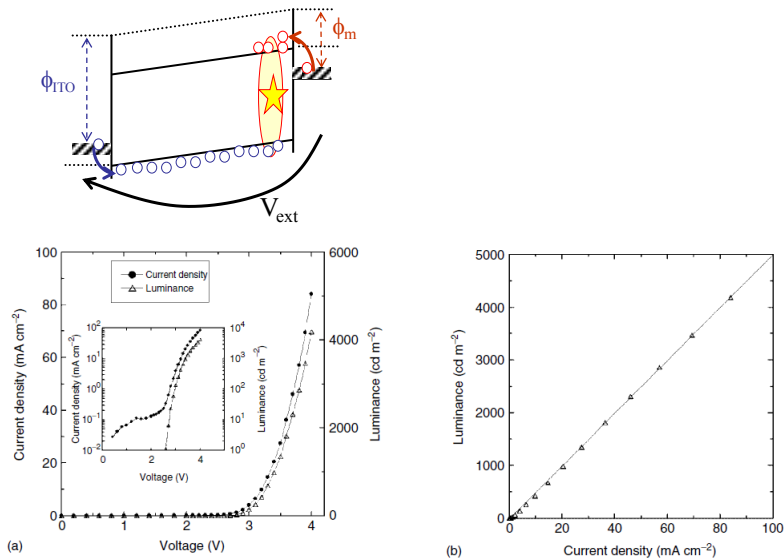 ϕm
ϕITO
Vext
100
80
60
40
20
0
Current density (mA cm−2)
6000
4000
2000
0
Luminance (cd m−2)
Current density
Luminance
10²
10¹
10⁰
10−1
10−2
Current density (mA cm−2)
10⁴
10³
10²
10¹
10⁰
Luminance (cd m−2)
0 2 4
Voltage (V)
0 1 2 3 4
Voltage (V)
(a)
5000
4000
3000
2000
1000
0
Luminance (cd m−2)
0 20 40 60 80 100
Current density (mA cm−2)
(b)